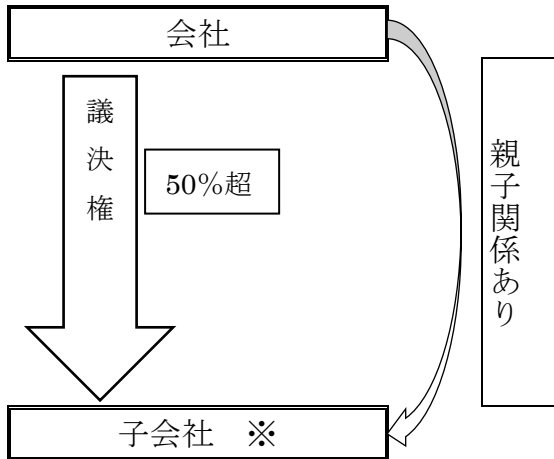 会社
議決権
50%超
親子関係あり
子会社 ※